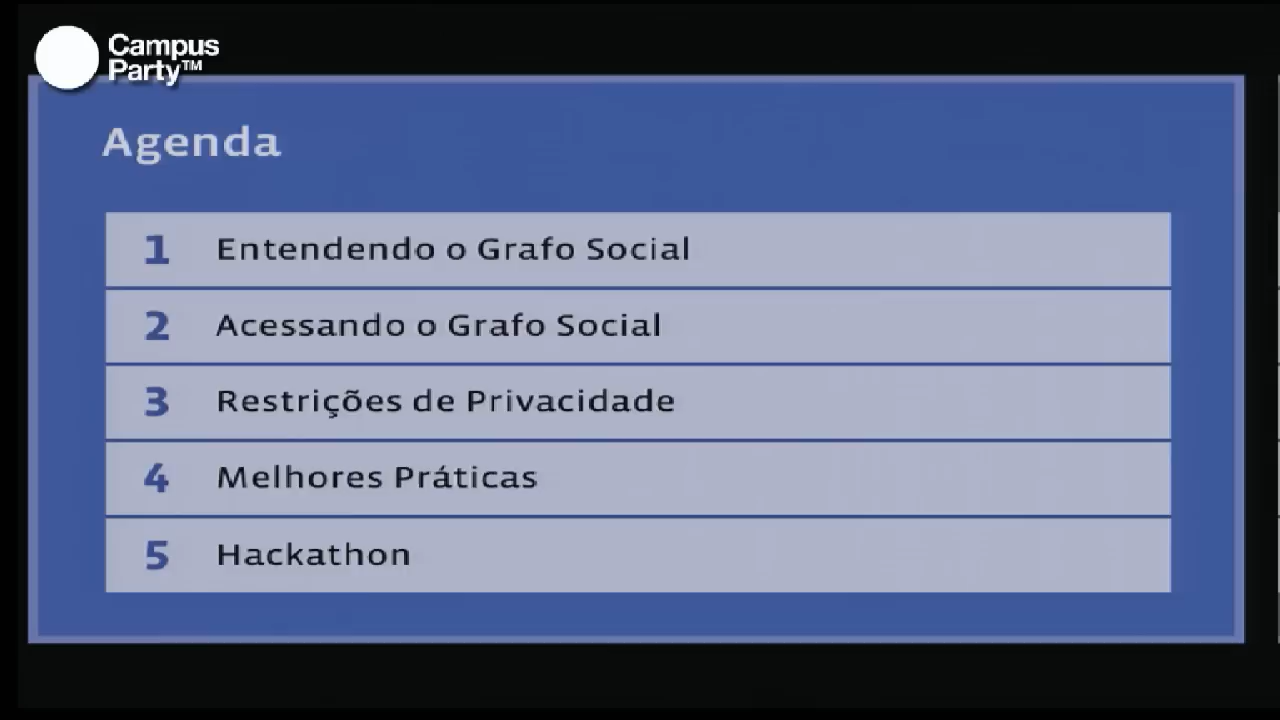 Campus
Party™
Agenda
1 Entendendo o Grafo Social
2 Acessando o Grafo Social
3 Restrições de Privacidade
4 Melhores Práticas
5 Hackathon